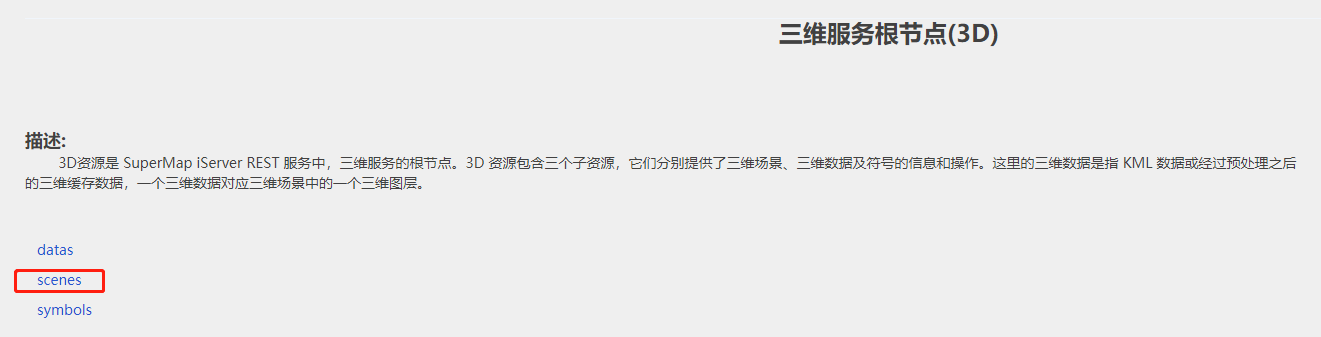 三维服务根节点(3D)
描述:
3D资源是 SuperMap iServer REST 服务中，三维服务的根节点。3D 资源包含三个子资源，它们分别提供了三维场景、三维数据及符号的信息和操作。这里的三维数据是指 KML 数据或经过预处理之后
的三维缓存数据，一个三维数据对应三维场景中的一个三维图层。
datas
scenes
symbols